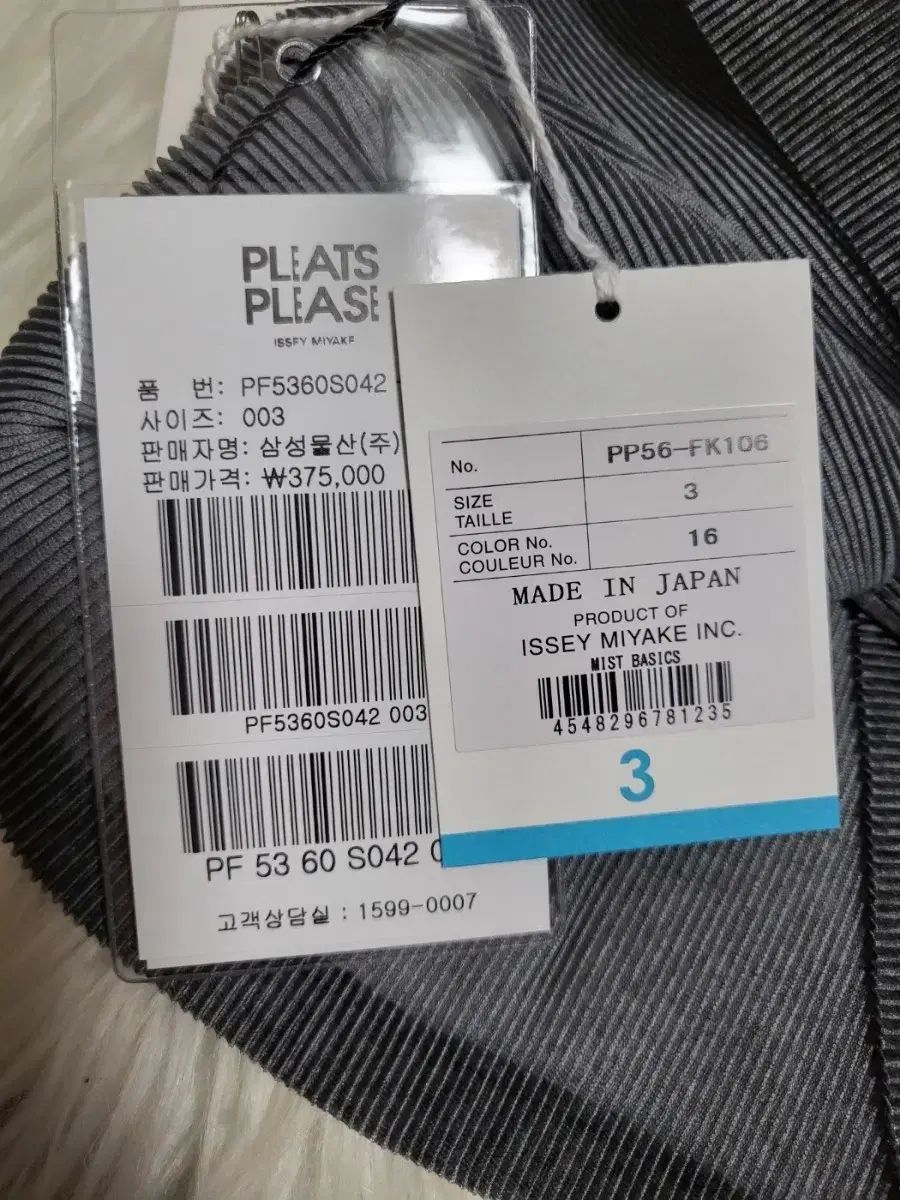 PLEATS
PLEASE
ISSEY MIYAKE
품 번: PF5360S042
사이즈: 003
판매자명: 삼성물산(주)
판매가격: ₩375,000
PF5360S042 003
PF 53 60 S042
고객상담실 : 1599-0007
No. PP56-FK106
SIZE
TAILLE
3
COLOR No.
COULEUR No.
16
MADE IN JAPAN
PRODUCT OF
ISSEY MIYAKE INC.
MIST BASICS
4548296781235
3